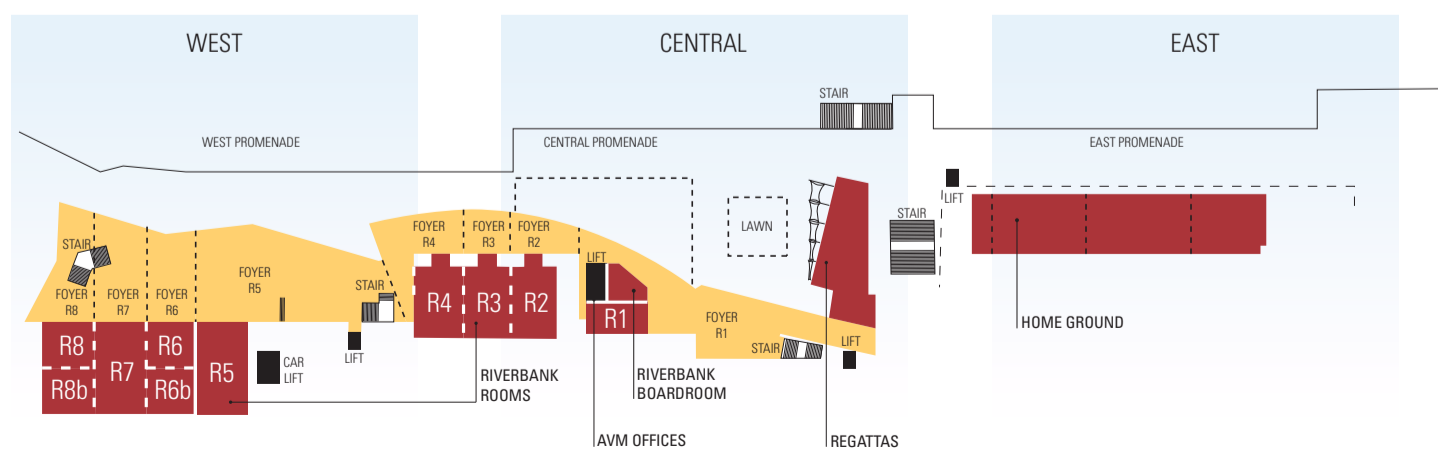 WEST
CENTRAL
EAST
STAIR
WEST PROMENADE
CENTRAL PROMENADE
EAST PROMENADE
LIFT
STAIR
LAWN
FOYER
R4
FOYER
R3
FOYER
R2
STAIR
LIFT
FOYER
R5
STAIR
FOYER
R8
FOYER
R7
FOYER
R6
R4
R3
R2
R1
FOYER
R1
HOME GROUND
R8
R7
R6
R5
R8b
R6b
CAR
LIFT
LIFT
STAIR
LIFT
RIVERBANK
ROOMS
RIVERBANK
BOARDROOM
AVM OFFICES
REGATTAS